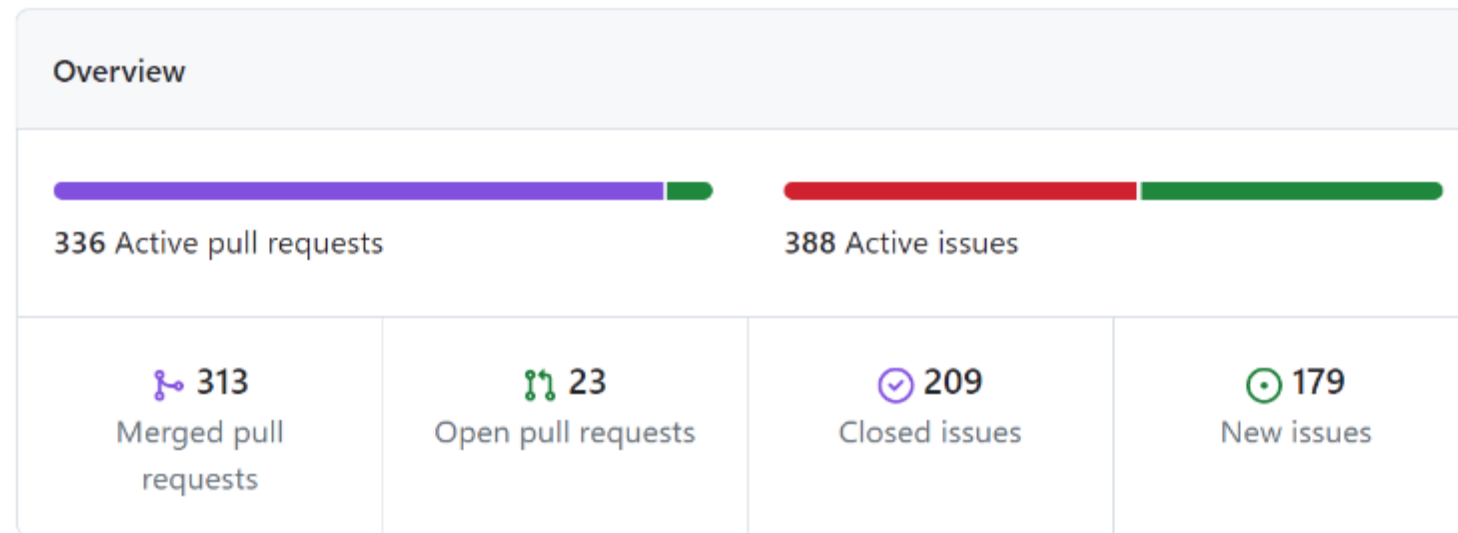 Overview
336 Active pull requests
388 Active issues
313
Merged pull
requests
23
Open pull requests
209
Closed issues
179
New issues